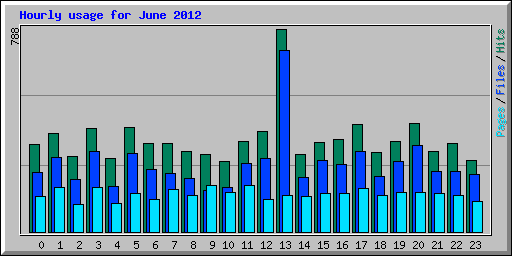 Hourly usage for June 2012
788
Pages / Files / Hits
0 1 2 3 4 5 6 7 8 9 10 11 12 13 14 15 16 17 18 19 20 21 22 23